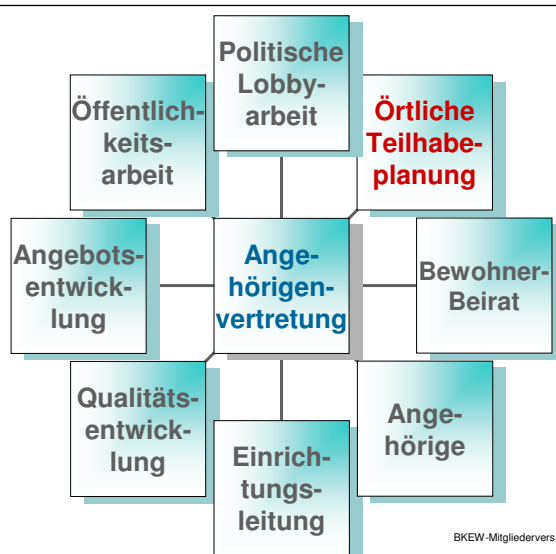 Politische
Lobby-
arbeit
Öffentlich-
keits-
arbeit
Örtliche
Teilhabe-
planung
Angebots-
entwick-
lung
Ange-
hörigen-
vertretung
Bewohner-
Beirat
Qualitäts-
entwick-
lung
Ange-
hörige
Einrich-
tungs-
leitung
BKEW-Mitgliedervers